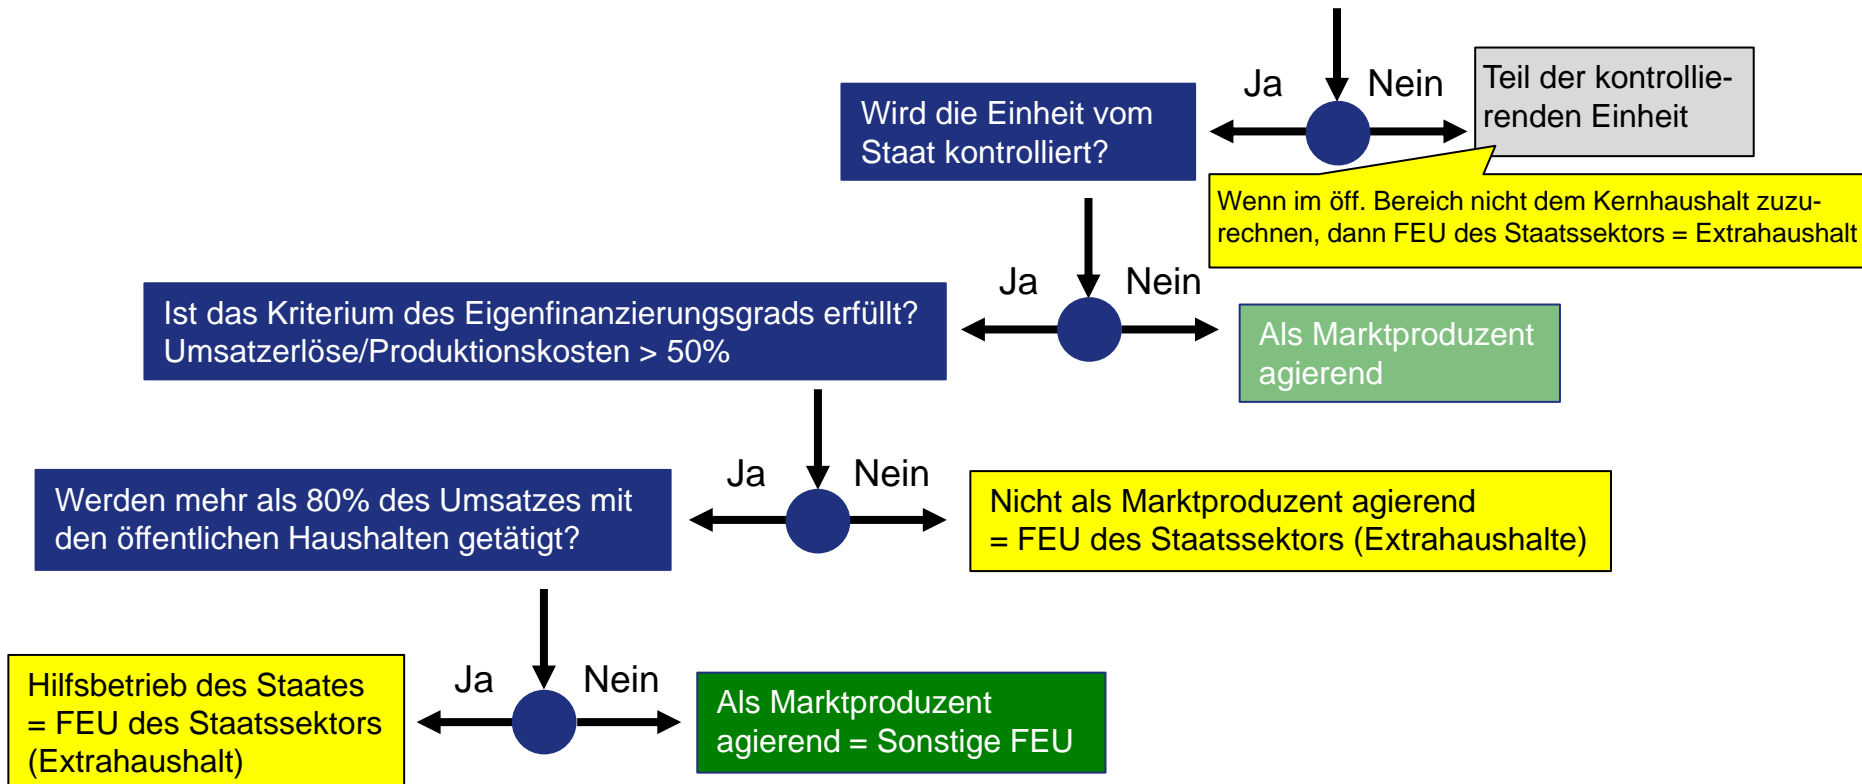 Ja
Nein
Teil der kontrollie-
renden Einheit
Wird die Einheit vom
Staat kontrolliert?
Wenn im öff. Bereich nicht dem Kernhaushalt zuzu-
rechnen, dann FEU des Staatssektors = Extrahaushalt
Ja
Nein
Ist das Kriterium des Eigenfinanzierungsgrads erfüllt?
Umsatzerlöse/Produktionskosten > 50%
Als Marktproduzent
agierend
Ja
Nein
Werden mehr als 80% des Umsatzes mit
den öffentlichen Haushalten getätigt?
Nicht als Marktproduzent agierend
= FEU des Staatssektors (Extrahaushalte)
Ja
Nein
Hilfsbetrieb des Staates
= FEU des Staatssektors
(Extrahaushalt)
Als Marktproduzent
agierend = Sonstige FEU